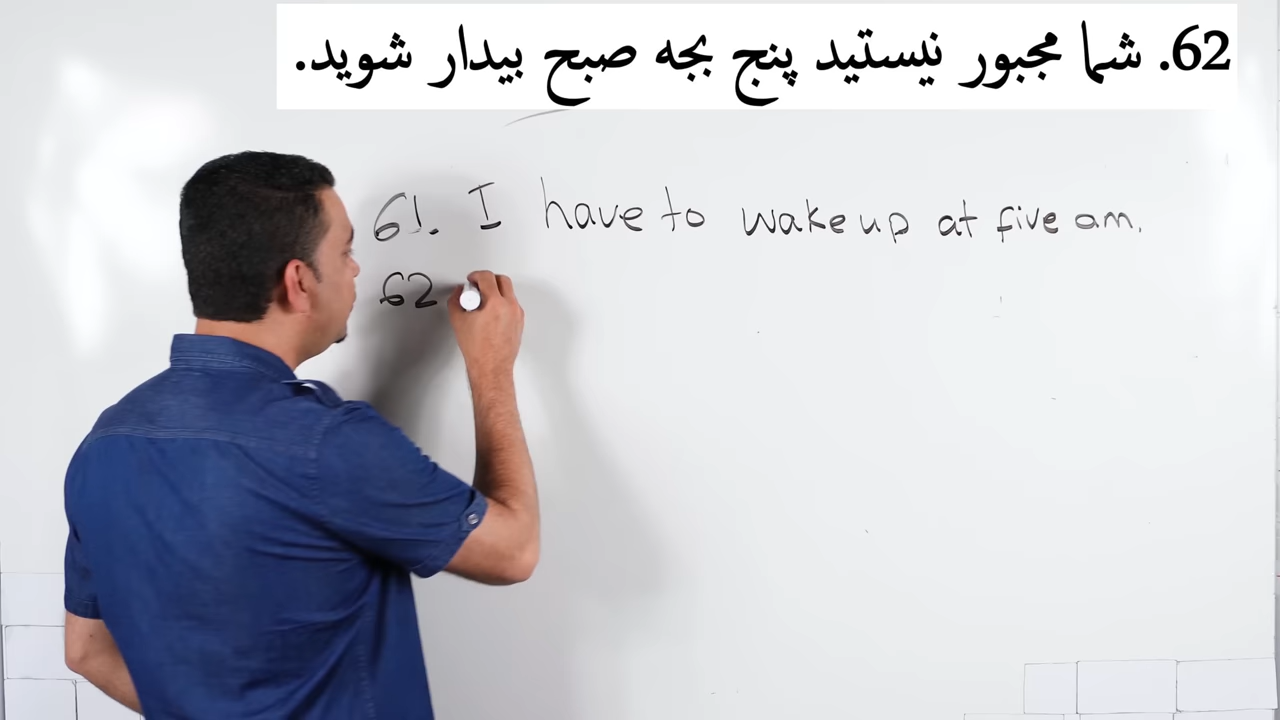 62. شما مجبور نیستید پنج بجه صبح بیدار شوید.
61. I have to wake up at five am.
62